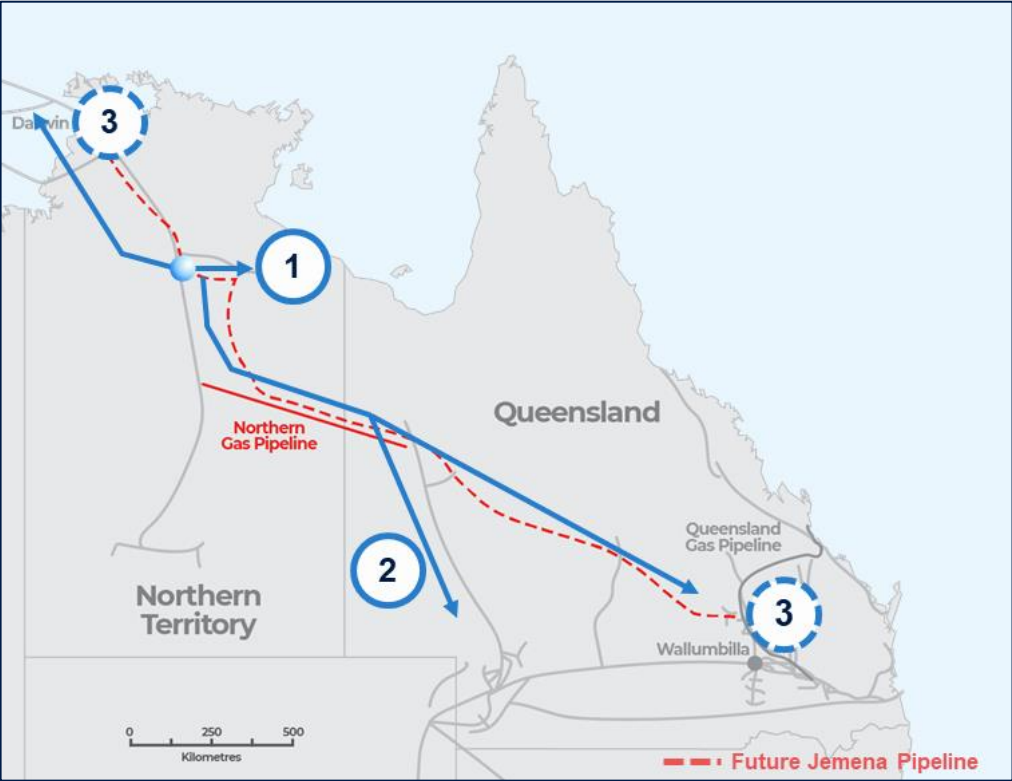 Darwin
3
1
Queensland
Northern
Gas Pipeline
Queensland
Gas Pipeline
2
Northern
Territory
3
Wallumbilla
0 250 500
Kilometres
Future Jemena Pipeline